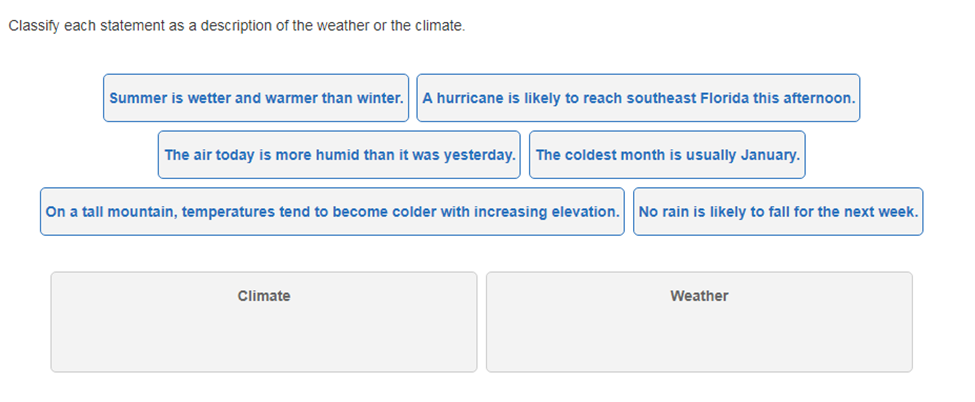 Classify each statement as a description of the weather or the climate.
Summer is wetter and warmer than winter.
A hurricane is likely to reach southeast Florida this afternoon.
The air today is more humid than it was yesterday.
The coldest month is usually January.
On a tall mountain, temperatures tend to become colder with increasing elevation.
No rain is likely to fall for the next week.
Climate
Weather